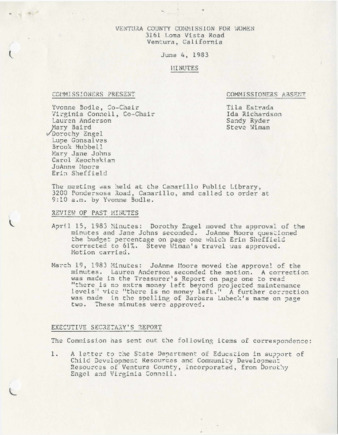 VENTURA COUNTY COMMISSION FOR WOMEN
3161 Loma Vista Road
Ventura, California
June 4, 1983
MINUTES
COMMISSIONERS PRESENT
COMMISSIONERS ABSENT
Yvonne Bodle, Co-Chair
Virginia Connell, Co-Chair
Lauren Anderson
Mary Baird
Dorothy Engel
Lupe Gonsalves
Brook Hubbell
Mary Jane Johns
Carol Keochekian
JoAnne Moore
Erin Sheffield
Tila Estrada
Ida Richardson
Sandy Ryder
Steve Wiman
The meeting was held at the Camarillo Public Library,
3200 Ponderosa Road, Camarillo, and called to order at
9:10 a.m. by Yvonne Bodle.
REVIEW OF PAST MINUTES
April 15, 1983 Minutes: Dorothy Engel moved the approval of the
minutes and Jane Johns seconded. JoAnne Moore questioned
the budget percentage on page one which Erin Sheffield
corrected to 61%. Steve Wiman's travel was approved.
Motion carried.
March 19, 1983 Minutes: JoAnne Moore moved the approval of the
minutes. Lauren Anderson seconded the motion. A correction
was made in the Treasurer's Report on page one to read
"there is no extra money left beyond projected maintenance
levels" vice "there is no money left." A further correction
was made in the spelling of Barbara Lubeck's name on page
two. These minutes were approved.
EXECUTIVE SECRETARY'S REPORT
The Commission has sent out the following items of correspondence:
1. A letter to the State Department of Education in support of
Child Development Resources and Community Development
Resources of Ventura County, Incorporated, from Dorothy
Engel and Virginia Connell.